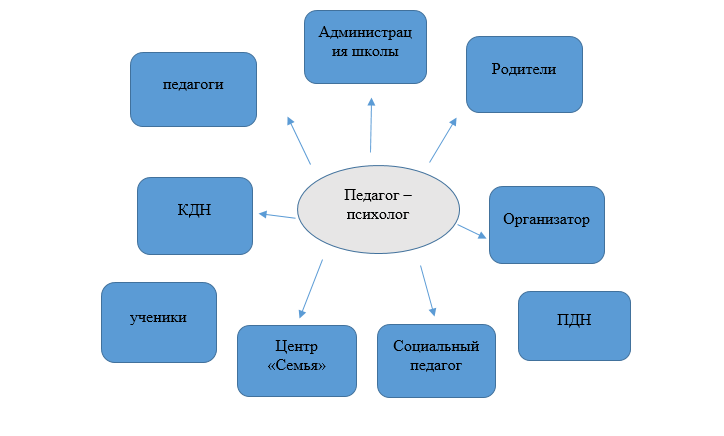 Администрац
ия школы
Родители
педагоги
Педагог –
психолог
КДН
Организатор
ученики
ПДН
Центр
«Семья»
Социальный
педагог